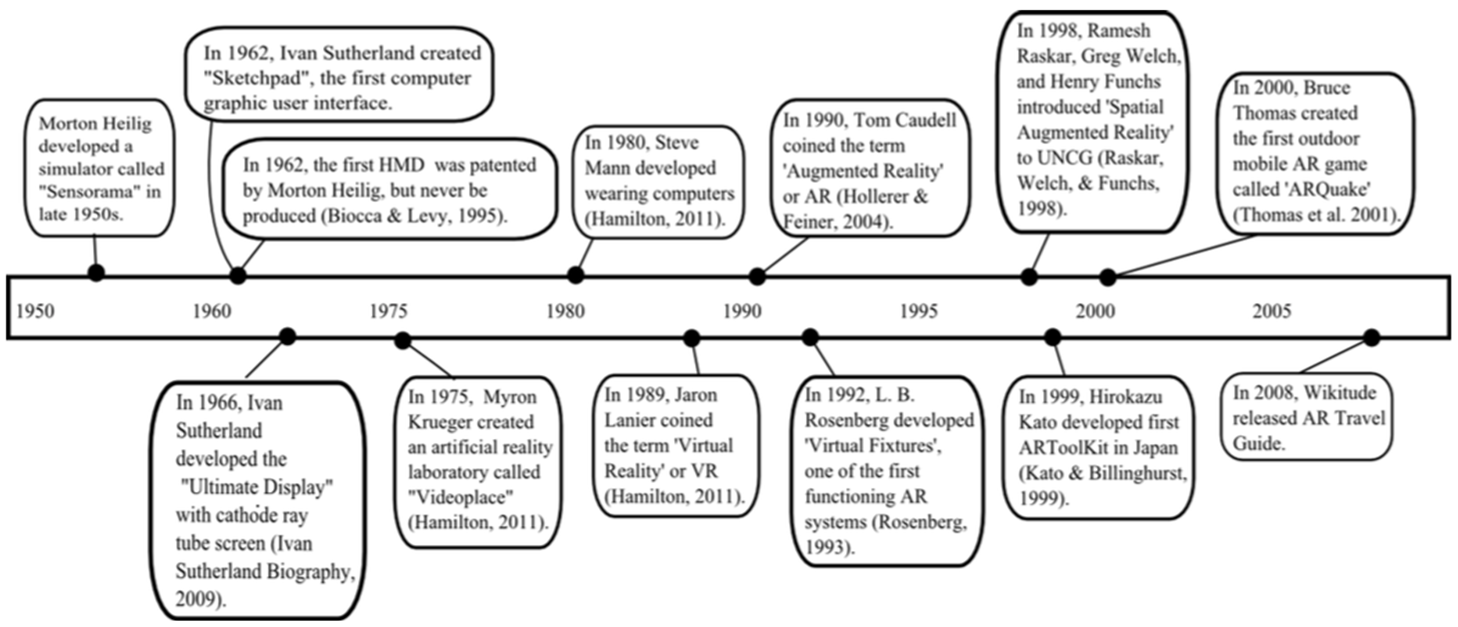 Morton Heilig
developed a
simulator called
"Sensorama" in
late 1950s.
In 1962, Ivan Sutherland created
"Sketchpad", the first computer
graphic user interface.
In 1962, the first HMD was patented
by Morton Heilig, but never be
produced (Biocca & Levy, 1995).
In 1980, Steve
Mann developed
wearing computers
(Hamilton, 2011).
In 1990, Tom Caudell
coined the term
'Augmented Reality'
or AR (Hollerer &
Feiner, 2004).
In 1998, Ramesh
Raskar, Greg Welch,
and Henry Funchs
introduced 'Spatial
Augmented Reality'
to UNCG (Raskar,
Welch, & Funchs,
1998).
In 2000, Bruce
Thomas created
the first outdoor
mobile AR game
called 'ARQuake'
(Thomas et al. 2001).
1950 1960 1975 1980 1990 1995 2000 2005
In 1966, Ivan
Sutherland
developed the
"Ultimate Display"
with cathode ray
tube screen (Ivan
Sutherland Biography,
2009).
In 1975, Myron
Krueger created
an artificial reality
laboratory called
"Videoplace"
(Hamilton, 2011).
In 1989, Jaron
Lanier coined
the term 'Virtual
Reality' or VR
(Hamilton, 2011).
In 1992, L. B.
Rosenberg developed
'Virtual Fixtures',
one of the first
functioning AR
systems (Rosenberg,
1993).
In 1999, Hirokazu
Kato developed first
ARToolKit in Japan
(Kato & Billinghurst,
1999).
In 2008, Wikitude
released AR Travel
Guide.